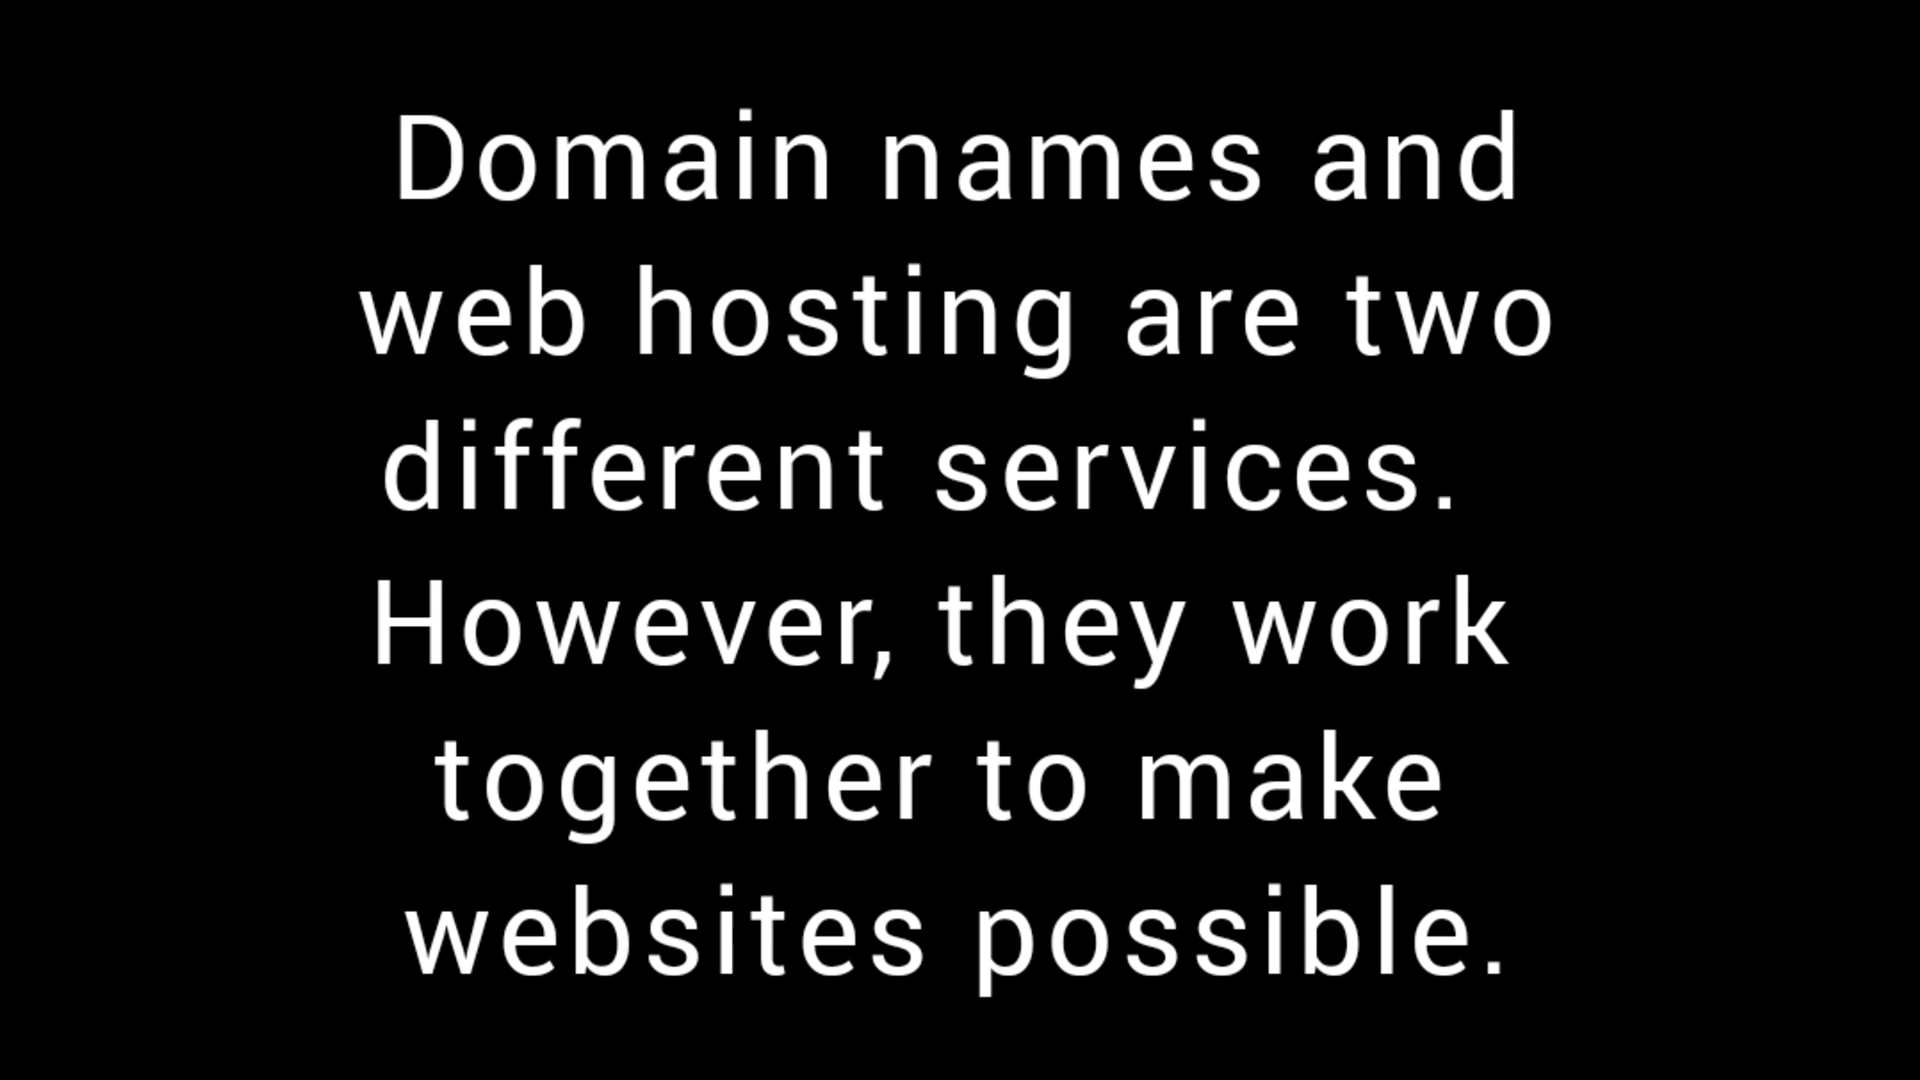 Domain names and
web hosting are two
different services.
However, they work
together to make
websites possible.